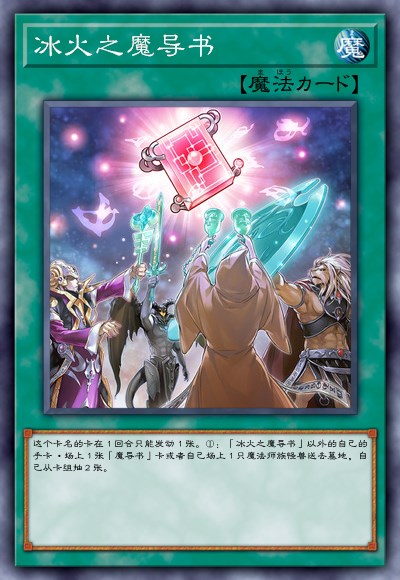 冰火之魔导书
魔
【魔法カード】
まほう
这个卡名的卡在1回合只能发动1张。①：「冰火之魔导书」以外的自己的
手卡·场上1张「魔导书」卡或者自己场上1只魔法师族怪兽送去墓地。自
己从卡组抽2张。